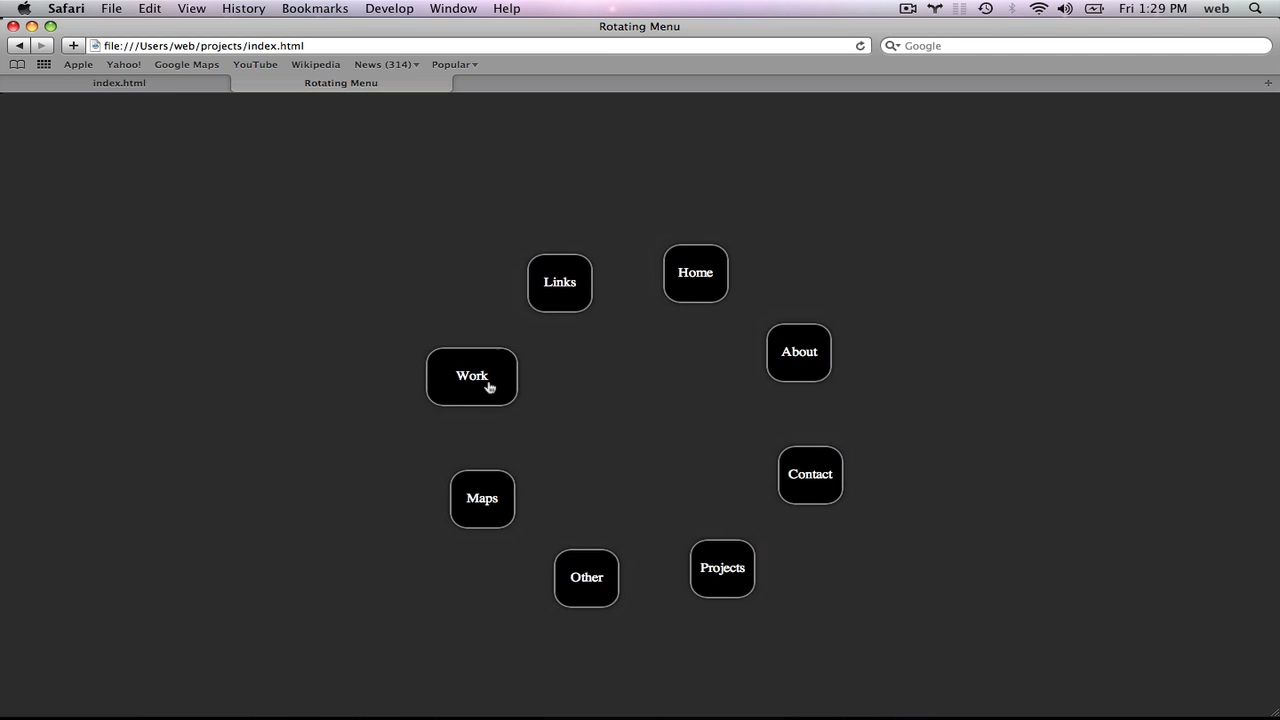 Safari File Edit View History Bookmarks Develop Window Help Fri 1:29 PM web
Rotating Menu
file:///Users/web/projects/index.html Google
Apple Yahoo! Google Maps YouTube Wikipedia News (314) Popular
index.html Rotating Menu
Links
Home
About
Work
Contact
Maps
Projects
Other